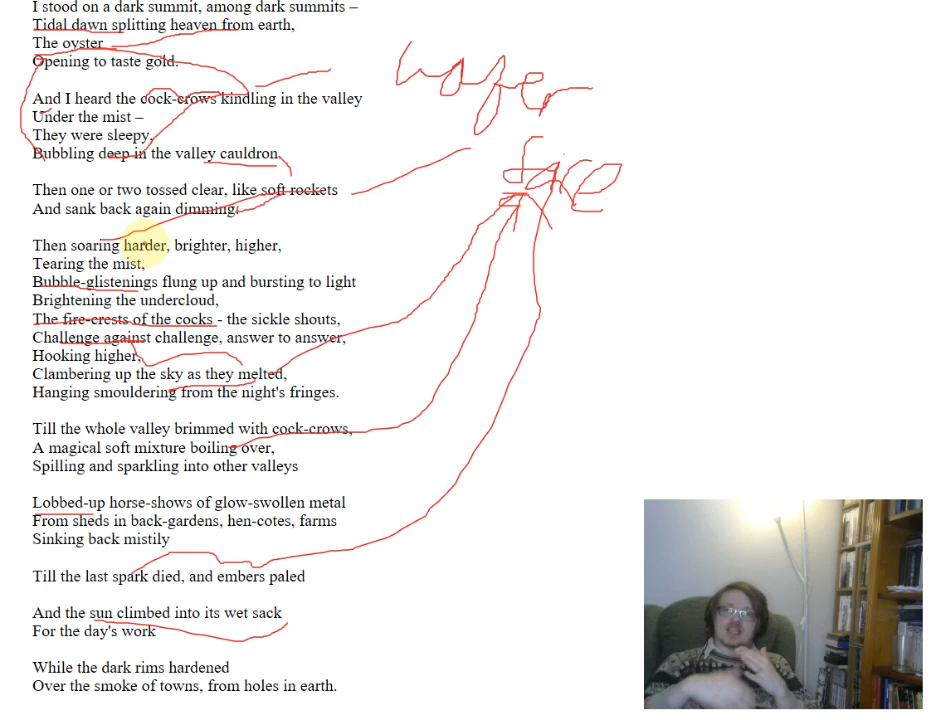 I stood on a dark summit, among dark summits –
Tidal dawn splitting heaven from earth,
The oyster
Opening to taste gold.
And I heard the cock-crows kindling in the valley
Under the mist –
They were sleepy,
Bubbling deep in the valley cauldron.
Then one or two tossed clear, like soft rockets
And sank back again dimming.
Then soaring harder, brighter, higher,
Tearing the mist,
Bubble-glistenings flung up and bursting to light
Brightening the undercloud,
The fire-crests of the cocks - the sickle shouts,
Challenge against challenge, answer to answer,
Hooking higher,
Clambering up the sky as they melted,
Hanging smouldering from the night's fringes.
Till the whole valley brimmed with cock-crows,
A magical soft mixture boiling over,
Spilling and sparkling into other valleys
Lobbed-up horse-shows of glow-swollen metal
From sheds in back-gardens, hen-cotes, farms
Sinking back mistily
Till the last spark died, and embers paled
And the sun climbed into its wet sack
For the day's work
While the dark rims hardened
Over the smoke of towns, from holes in earth.